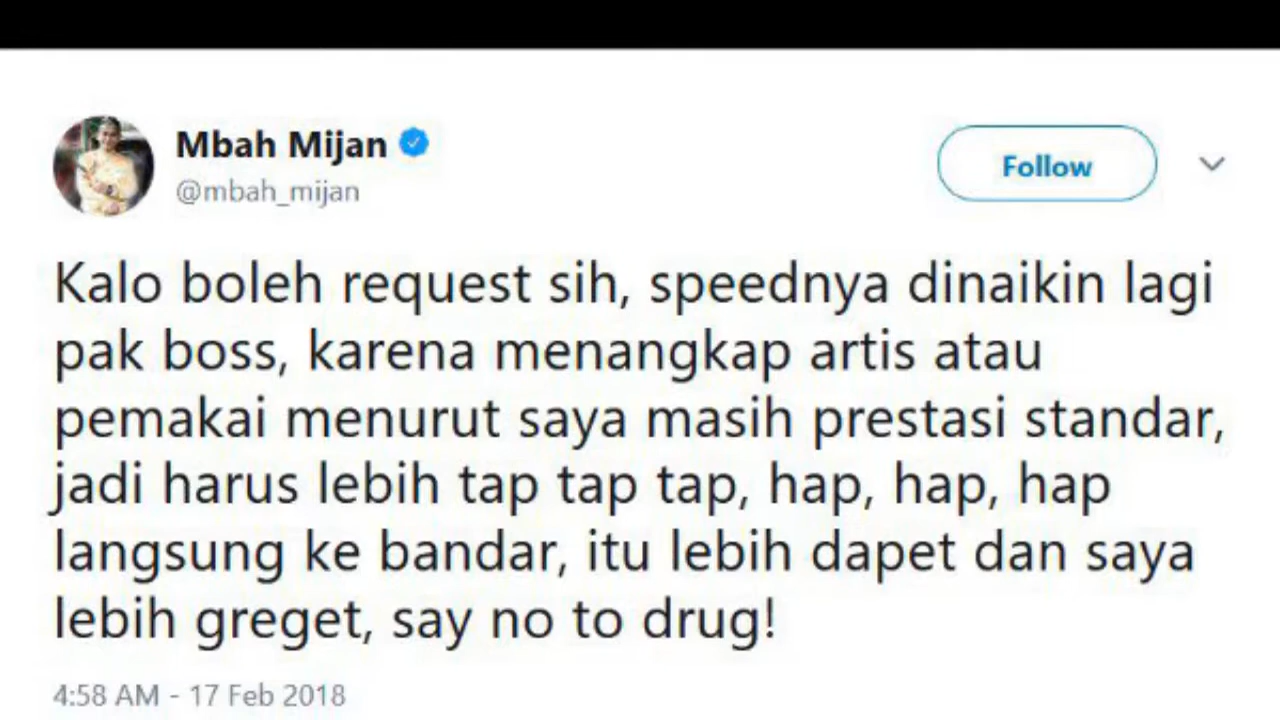 Mbah Mijan
@mbah_mijan
Follow
Kalo boleh request sih, speednya dinaikin lagi
pak boss, karena menangkap artis atau
pemakai menurut saya masih prestasi standar,
jadi harus lebih tap tap tap, hap, hap, hap
langsung ke bandar, itu lebih dapet dan saya
lebih greget, say no to drug!
4:58 AM - 17 Feb 2018